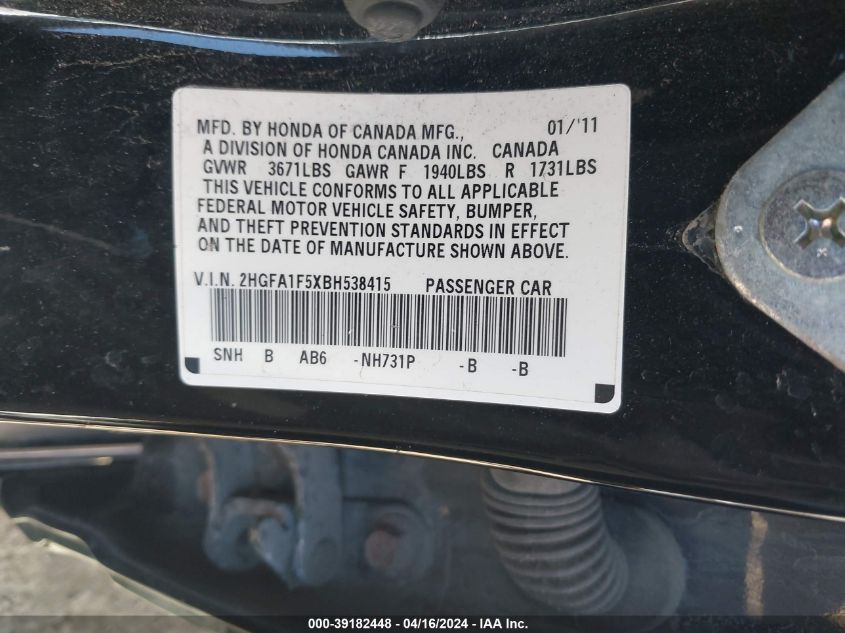 MFD. BY HONDA OF CANADA MFG., 01/'11
A DIVISION OF HONDA CANADA INC. CANADA
GVWR 3671LBS GAWR F 1940LBS R 1731LBS
THIS VEHICLE CONFORMS TO ALL APPLICABLE
FEDERAL MOTOR VEHICLE SAFETY, BUMPER,
AND THEFT PREVENTION STANDARDS IN EFFECT
ON THE DATE OF MANUFACTURE SHOWN ABOVE.
V.I.N. 2HGFA1F5XBH538415 PASSENGER CAR
SNH B AB6 -NH731P -B -B
000-39182448 - 04/16/2024 - IAA Inc.